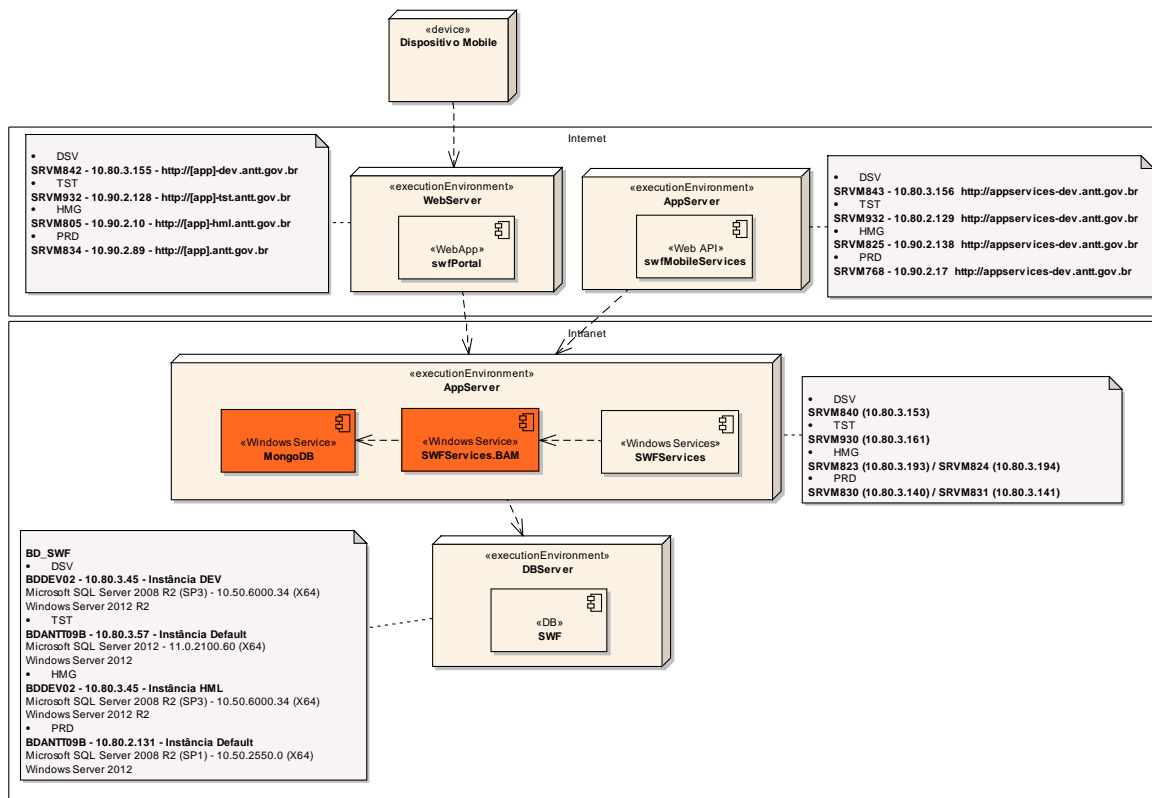 «device»
Dispositivo Mobile
Internet
• DSV
SRVM842 - 10.80.3.155 - http://[app]-dev.antt.gov.br
• TST
SRVM932 - 10.90.2.128 - http://[app]-tst.antt.gov.br
• HMG
SRVM805 - 10.90.2.10 - http://[app]-hml.antt.gov.br
• PRD
SRVM834 - 10.90.2.89 - http://[app].antt.gov.br
«executionEnvironment»
WebServer
«WebApp»
swfPortal
«executionEnvironment»
AppServer
«Web API»
swfMobileServices
• DSV
SRVM843 - 10.80.3.156 http://appservices-dev.antt.gov.br
• TST
SRVM932 - 10.80.2.129 http://appservices-dev.antt.gov.br
• HMG
SRVM825 - 10.90.2.138 http://appservices-dev.antt.gov.br
• PRD
SRVM768 - 10.90.2.17 http://appservices-dev.antt.gov.br
Intranet
«executionEnvironment»
AppServer
«Windows Service»
MongoDB
«Windows Service»
SWFServices.BAM
«Windows Services»
SWFServices
• DSV
SRVM840 (10.80.3.153)
• TST
SRVM930 (10.80.3.161)
• HMG
SRVM823 (10.80.3.193) / SRVM824 (10.80.3.194)
• PRD
SRVM830 (10.80.3.140) / SRVM831 (10.80.3.141)
«executionEnvironment»
DBServer
«DB»
SWF
BD_SWF
• DSV
BDDEV02 - 10.80.3.45 - Instância DEV
Microsoft SQL Server 2008 R2 (SP3) - 10.50.6000.34 (X64)
Windows Server 2012 R2
• TST
BDANTT09B - 10.80.3.57 - Instância Default
Microsoft SQL Server 2012 - 11.0.2100.60 (X64)
Windows Server 2012
• HMG
BDDEV02 - 10.80.3.45 - Instância HML
Microsoft SQL Server 2008 R2 (SP3) - 10.50.6000.34 (X64)
Windows Server 2012 R2
• PRD
BDANTT09B - 10.80.2.131 - Instância Default
Microsoft SQL Server 2008 R2 (SP1) - 10.50.2550.0 (X64)
Windows Server 2012